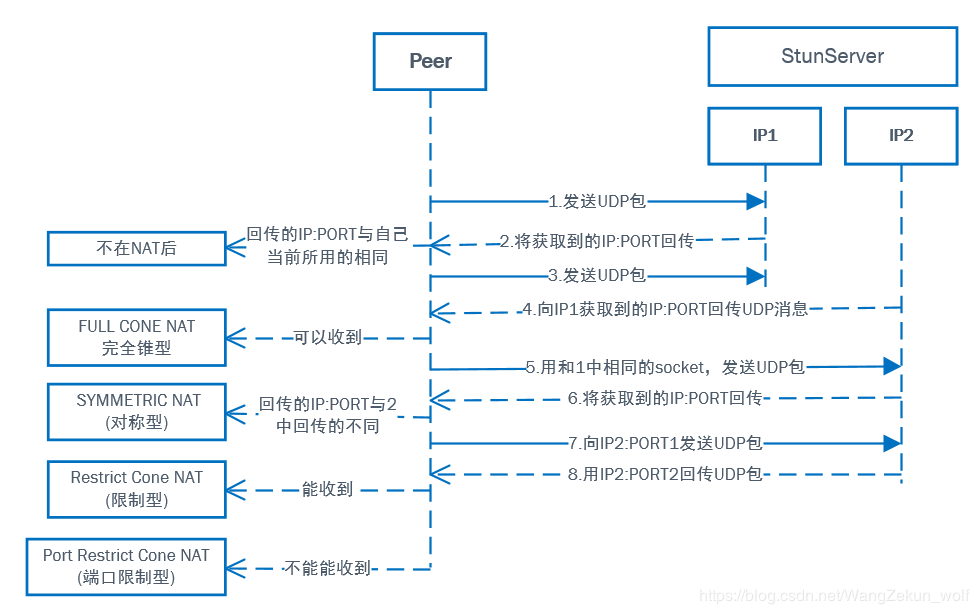 Peer
StunServer
IP1
IP2
1.发送UDP包
不在NAT后
回传的IP:PORT与自己
当前所用的相同
2.将获取到的IP:PORT回传
3.发送UDP包
4.向IP1获取到的IP:PORT回传UDP消息
FULL CONE NAT
完全锥型
可以收到
5.用和1中相同的socket，发送UDP包
SYMMETRIC NAT
(对称型)
回传的IP:PORT与2
中回传的不同
6.将获取到的IP:PORT回传
7.向IP2:PORT1发送UDP包
Restrict Cone NAT
(限制型)
能收到
8.用IP2:PORT2回传UDP包
Port Restrict Cone NAT
(端口限制型)
不能能收到
https://blog.csdn.net/WangZekun_wolf